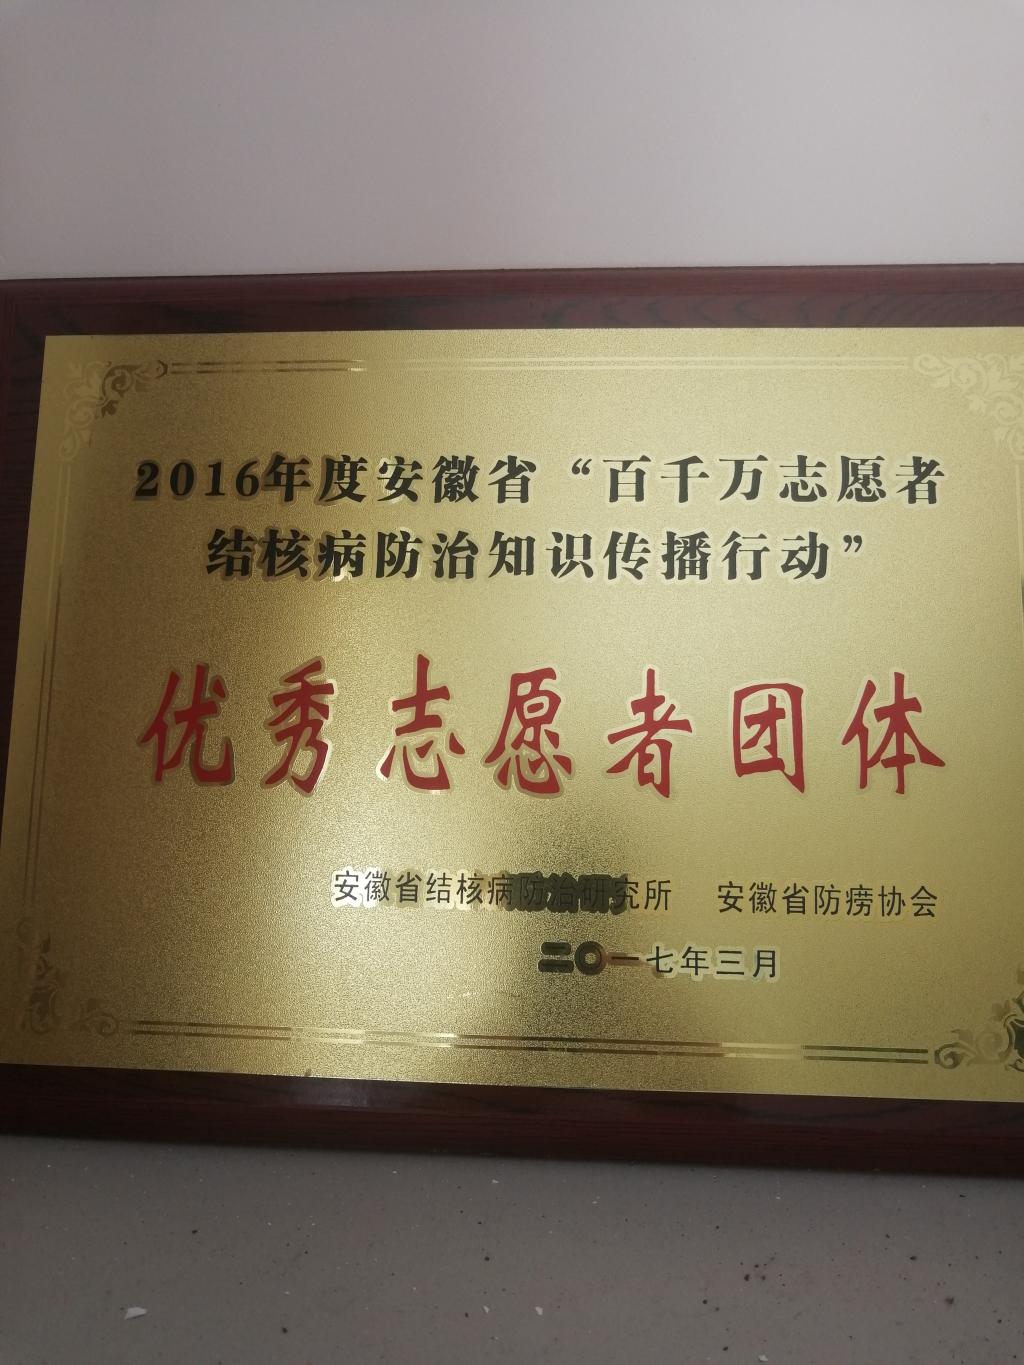 2016年度安徽省“百千万志愿者
结核病防治知识传播行动”
优秀志愿者团体
安徽省结核病防治研究所 安徽省防痨协会
二〇一七年三月